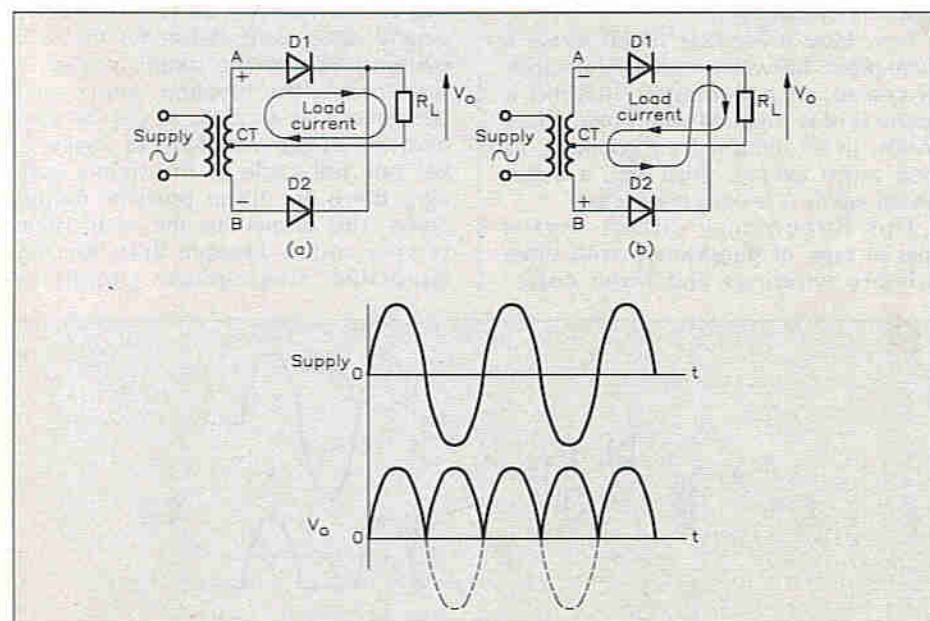 A
+
D1
Supply
CT
Load
current
R_L
V_o
D2
−
B
(a)
A
−
D1
Supply
CT
Load
current
R_L
V_o
D2
+
B
(b)
Supply
0
t
V_o
0
t